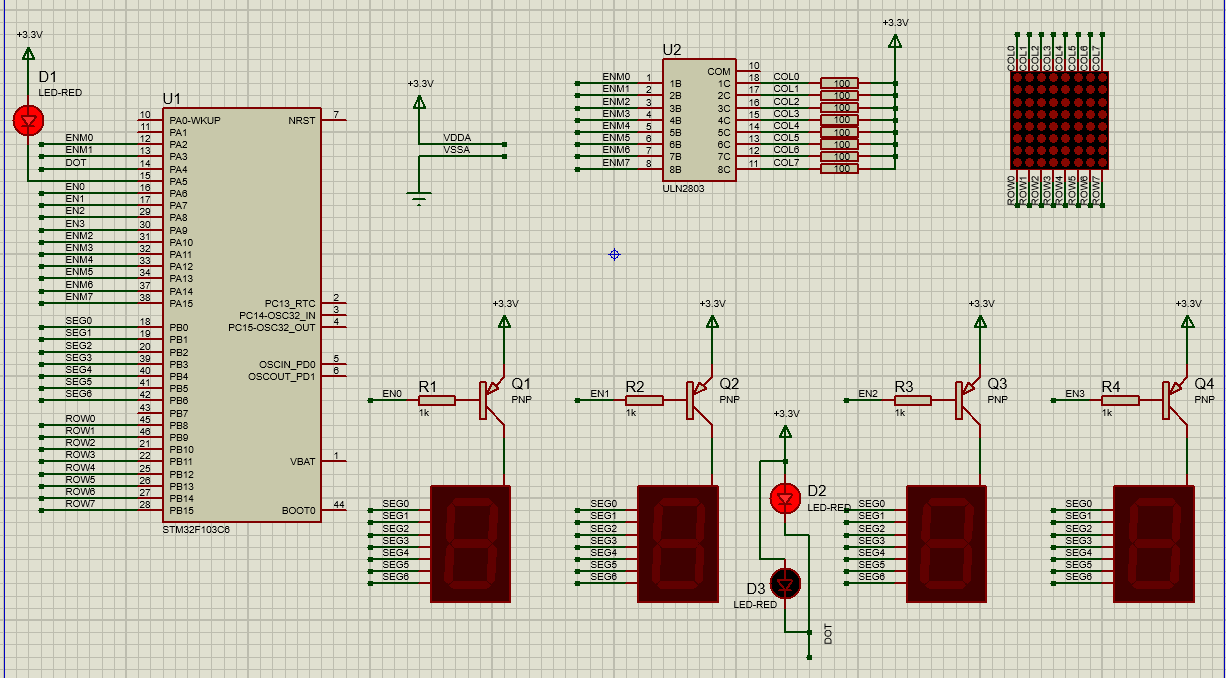 +3.3V
D1
LED-RED
U1
10 PA0-WKUP
11 PA1
ENM0 12 PA2
ENM1 13 PA3
DOT 14 PA4
15 PA5
EN0 16 PA6
EN1 17 PA7
EN2 29 PA8
EN3 30 PA9
ENM2 31 PA10
ENM3 32 PA11
ENM4 33 PA12
ENM5 34 PA13
ENM6 37 PA14
ENM7 38 PA15
SEG0 18 PB0
SEG1 19 PB1
SEG2 20 PB2
SEG3 39 PB3
SEG4 40 PB4
SEG5 41 PB5
SEG6 42 PB6
43 PB7
ROW0 45 PB8
ROW1 46 PB9
ROW2 21 PB10
ROW3 22 PB11
ROW4 25 PB12
ROW5 26 PB13
ROW6 27 PB14
ROW7 28 PB15
NRST 7
PC13_RTC 2
PC14-OSC32_IN 3
PC15-OSC32_OUT 4
OSCIN_PD0 5
OSCOUT_PD1 6
VBAT 1
BOOT0 44
STM32F103C6
+3.3V
VDDA
VSSA
U2
COM 10
ENM0 1 1B 1C 18 COL0 100
ENM1 2 2B 2C 17 COL1 100
ENM2 3 3B 3C 16 COL2 100
ENM3 4 4B 4C 15 COL3 100
ENM4 5 5B 5C 14 COL4 100
ENM5 6 6B 6C 13 COL5 100
ENM6 7 7B 7C 12 COL6 100
ENM7 8 8B 8C 11 COL7 100
ULN2803
+3.3V
COL0
COL1
COL2
COL3
COL4
COL5
COL6
COL7
ROW0
ROW1
ROW2
ROW3
ROW4
ROW5
ROW6
ROW7
+3.3V
EN0
R1
1k
Q1
PNP
SEG0
SEG1
SEG2
SEG3
SEG4
SEG5
SEG6
+3.3V
EN1
R2
1k
Q2
PNP
SEG0
SEG1
SEG2
SEG3
SEG4
SEG5
SEG6
+3.3V
D2
LED-RED
D3
LED-RED
DOT
+3.3V
EN2
R3
1k
Q3
PNP
SEG0
SEG1
SEG2
SEG3
SEG4
SEG5
SEG6
+3.3V
EN3
R4
1k
Q4
PNP
SEG0
SEG1
SEG2
SEG3
SEG4
SEG5
SEG6